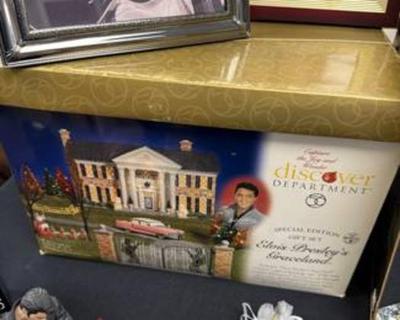 Capture
the Joy and
Wonder
discover
DEPARTMENT
56
SPECIAL EDITION
GIFT SET
Elvis Presley's
Graceland